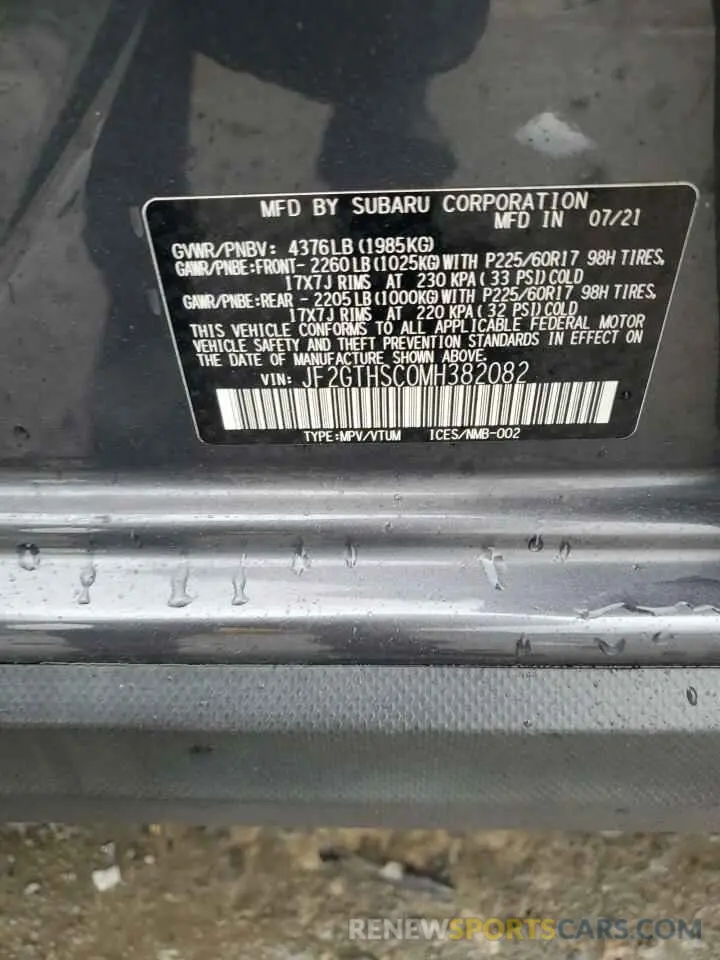 MFD BY SUBARU CORPORATION
MFD IN 07/21
GVWR/PNBV: 4376LB(1985KG)
GAWR/PNBE:FRONT- 2260LB(1025KG)WITH P225/60R17 98H TIRES,
17X7J RIMS AT 230 KPA( 33 PSI)COLD
GAWR/PNBE:REAR - 2205LB(1000KG)WITH P225/60R17 98H TIRES,
17X7J RIMS AT 220 KPA( 32 PSI)COLD
THIS VEHICLE CONFORMS TO ALL APPLICABLE FEDERAL MOTOR
VEHICLE SAFETY AND THEFT PREVENTION STANDARDS IN EFFECT ON
THE DATE OF MANUFACTURE SHOWN ABOVE.
VIN: JF2GTHSC0MH382082
TYPE:MPV/VTUM ICES/NMB-002
RENEWSPORTSCARS.COM